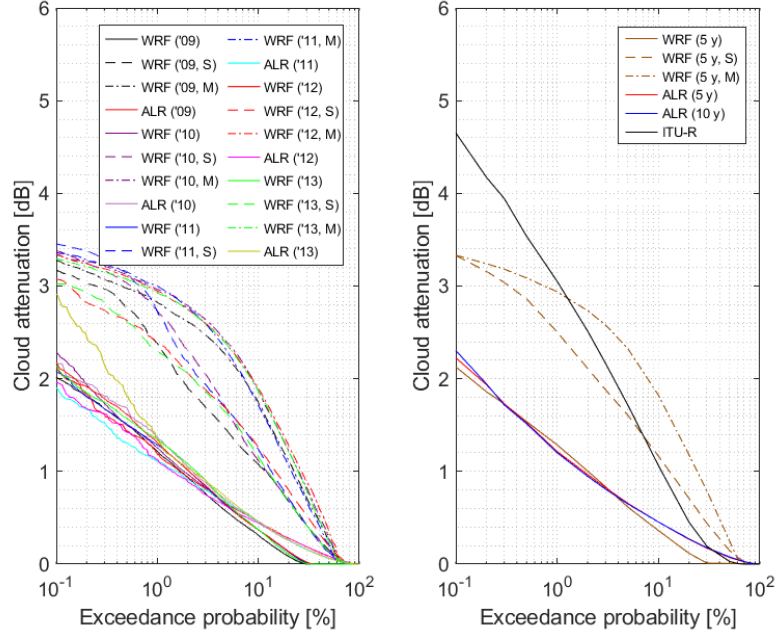 6
5
4
3
2
1
0
Cloud attenuation [dB]
WRF ('09)
WRF ('09, S)
WRF ('09, M)
ALR ('09)
WRF ('10)
WRF ('10, S)
WRF ('10, M)
ALR ('10)
WRF ('11)
WRF ('11, S)
WRF ('11, M)
ALR ('11)
WRF ('12)
WRF ('12, S)
WRF ('12, M)
ALR ('12)
WRF ('13)
WRF ('13, S)
WRF ('13, M)
ALR ('13)
10^-1 10^0 10^1 10^2
Exceedance probability [%]
6
5
4
3
2
1
0
Cloud attenuation [dB]
WRF (5 y)
WRF (5 y, S)
WRF (5 y, M)
ALR (5 y)
ALR (10 y)
ITU-R
10^-1 10^0 10^1 10^2
Exceedance probability [%]